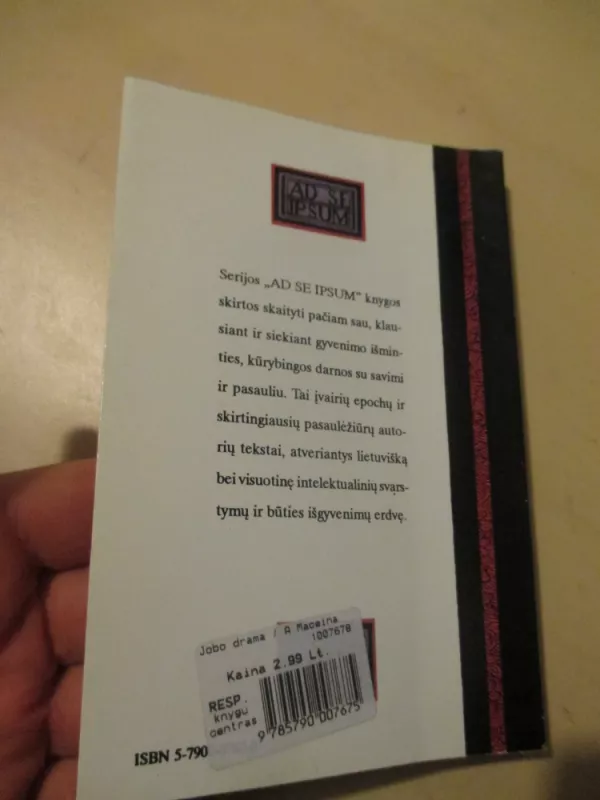 AD SE
IPSUM
Serijos „AD SE IPSUM“ knygos
skirtos skaityti pačiam sau, klau-
siant ir siekiant gyvenimo išmin-
ties, kūrybingos darnos su savimi
ir pasauliu. Tai įvairių epochų ir
skirtingiausių pasaulėžiūrų auto-
rių tekstai, atveriantys lietuvišką
bei visuotinę intelektualinių svars-
tymų ir būties išgyvenimų erdvę.
Jobo drama / A Maceina
1007678
Kaina 2.99 Lt.
RESP.
knygu
centras
9785790007675
ISBN 5-790